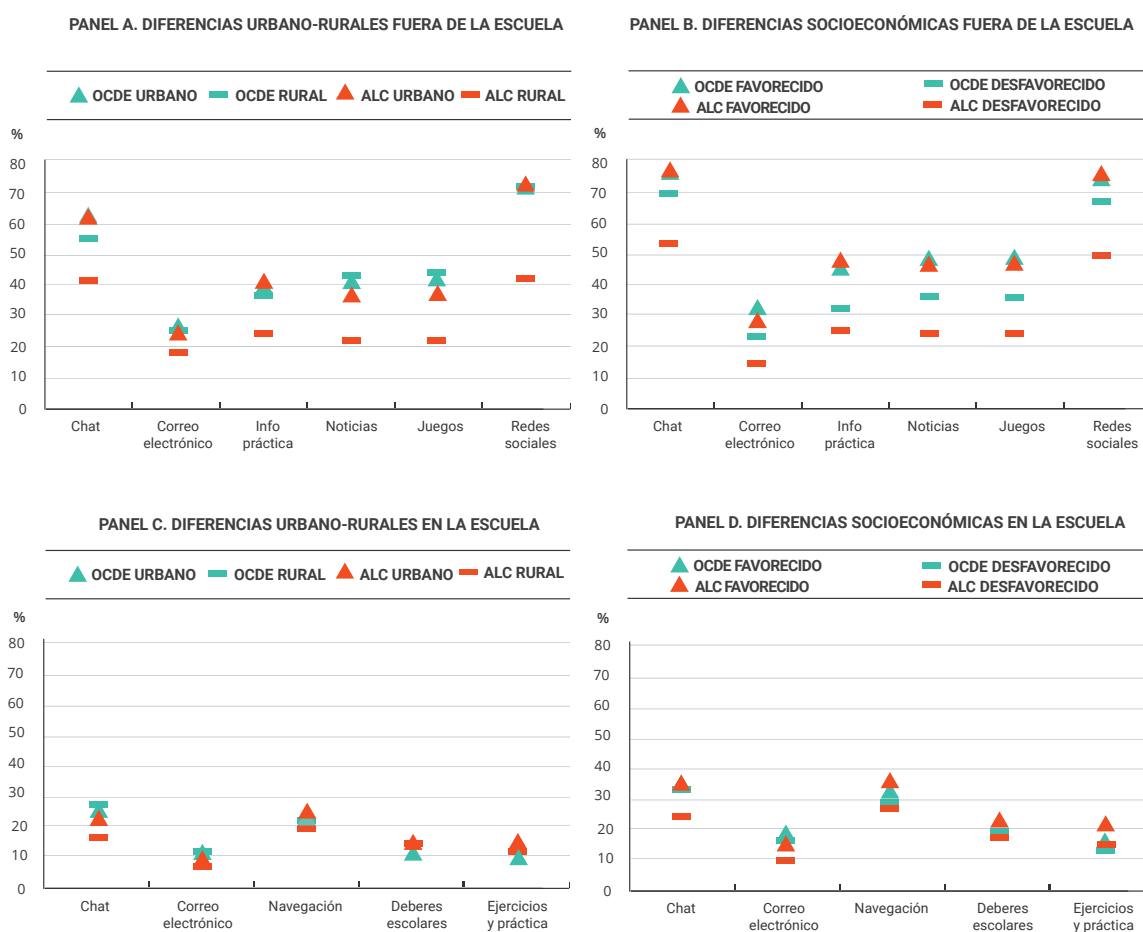 PANEL A. DIFERENCIAS URBANO-RURALES FUERA DE LA ESCUELA
OCDE URBANO OCDE RURAL ALC URBANO ALC RURAL
%
80
70
60
50
40
30
20
10
0
Chat Correo Info Noticias Juegos Redes
electrónico práctica sociales
PANEL B. DIFERENCIAS SOCIOECONÓMICAS FUERA DE LA ESCUELA
OCDE FAVORECIDO OCDE DESFAVORECIDO
ALC FAVORECIDO ALC DESFAVORECIDO
%
80
70
60
50
40
30
20
10
0
Chat Correo Info Noticias Juegos Redes
electrónico práctica sociales
PANEL C. DIFERENCIAS URBANO-RURALES EN LA ESCUELA
OCDE URBANO OCDE RURAL ALC URBANO ALC RURAL
%
80
70
60
50
40
30
20
10
0
Chat Correo Navegación Deberes Ejercicios
electrónico escolares y práctica
PANEL D. DIFERENCIAS SOCIOECONÓMICAS EN LA ESCUELA
OCDE FAVORECIDO OCDE DESFAVORECIDO
ALC FAVORECIDO ALC DESFAVORECIDO
%
80
70
60
50
40
30
20
10
0
Chat Correo Navegación Deberes Ejercicios
electrónico escolares y práctica